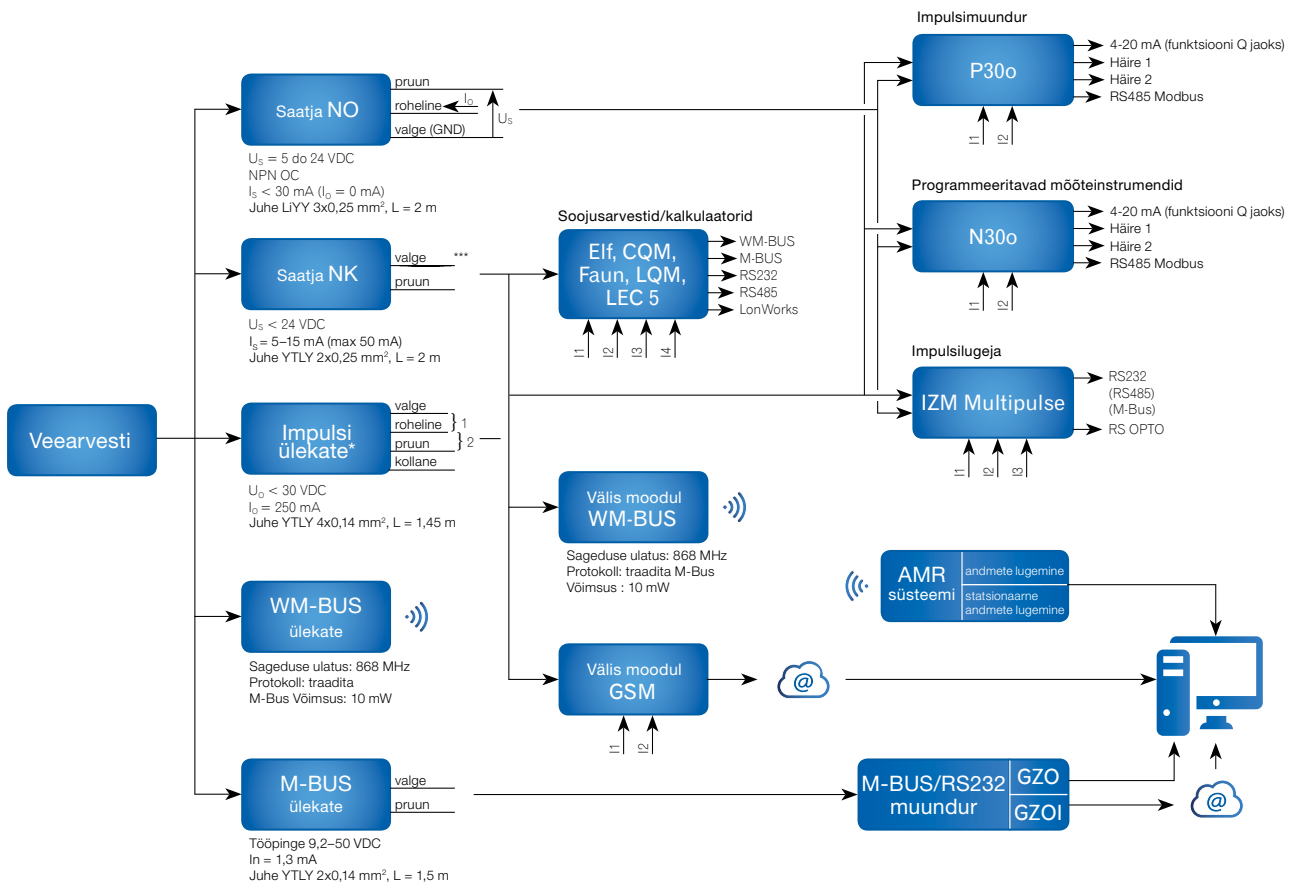 Veearvesti
Saatja NO
pruun
roheline
I₀
valge (GND)
Uₛ
Uₛ = 5 do 24 VDC
NPN OC
Iₛ < 30 mA (I₀ = 0 mA)
Juhe LiYY 3x0,25 mm², L = 2 m
Saatja NK
valge
***
pruun
Uₛ < 24 VDC
Iₛ = 5–15 mA (max 50 mA)
Juhe YTLY 2x0,25 mm², L = 2 m
Impulsi
ülekate*
valge
roheline
pruun
kollane
} 1
} 2
U₀ < 30 VDC
I₀ = 250 mA
Juhe YTLY 4x0,14 mm², L = 1,45 m
WM-BUS
ülekate
Sageduse ulatus: 868 MHz
Protokoll: traadita
M-Bus Võimsus: 10 mW
M-BUS
ülekate
valge
pruun
Tööpinge 9,2–50 VDC
In = 1,3 mA
Juhe YTLY 2x0,14 mm², L = 1,5 m
Soojusarvestid/kalkulaatorid
Elf, CQM,
Faun, LQM,
LEC 5
WM-BUS
M-BUS
RS232
RS485
LonWorks
I1
I2
I3
I4
Välis moodul
WM-BUS
Sageduse ulatus: 868 MHz
Protokoll: traadita M-Bus
Võimsus : 10 mW
Välis moodul
GSM
I1
I2
@
Impulsimuundur
P30o
4-20 mA (funktsiooni Q jaoks)
Häire 1
Häire 2
RS485 Modbus
I1
I2
Programmeeritavad mõõteinstrumendid
N30o
4-20 mA (funktsiooni Q jaoks)
Häire 1
Häire 2
RS485 Modbus
I1
I2
Impulsilugeja
IZM Multipulse
RS232
(RS485)
(M-Bus)
RS OPTO
I1
I2
I3
AMR
süsteemi
andmete lugemine
statsionaarne
andmete lugemine
M-BUS/RS232
muundur
GZO
GZOI
@